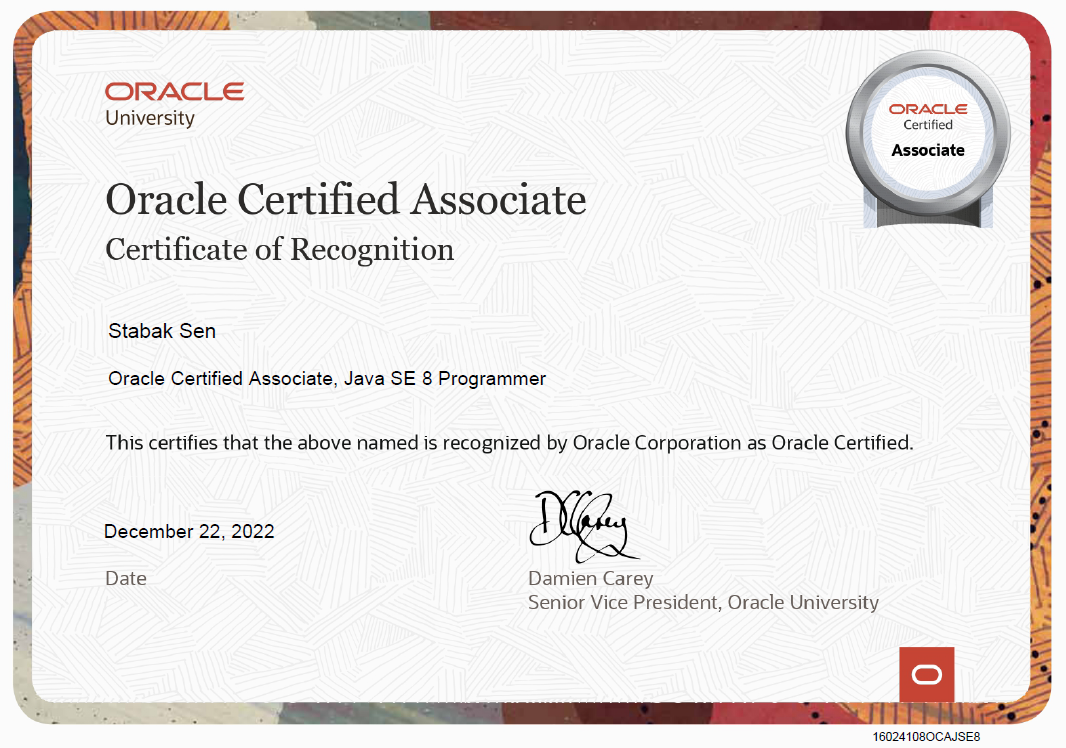 ORACLE
University
ORACLE
Certified
Associate
Oracle Certified Associate
Certificate of Recognition
Stabak Sen
Oracle Certified Associate, Java SE 8 Programmer
This certifies that the above named is recognized by Oracle Corporation as Oracle Certified.
December 22, 2022
DCarey
Date
Damien Carey
Senior Vice President, Oracle University
16024108OCAJSE8